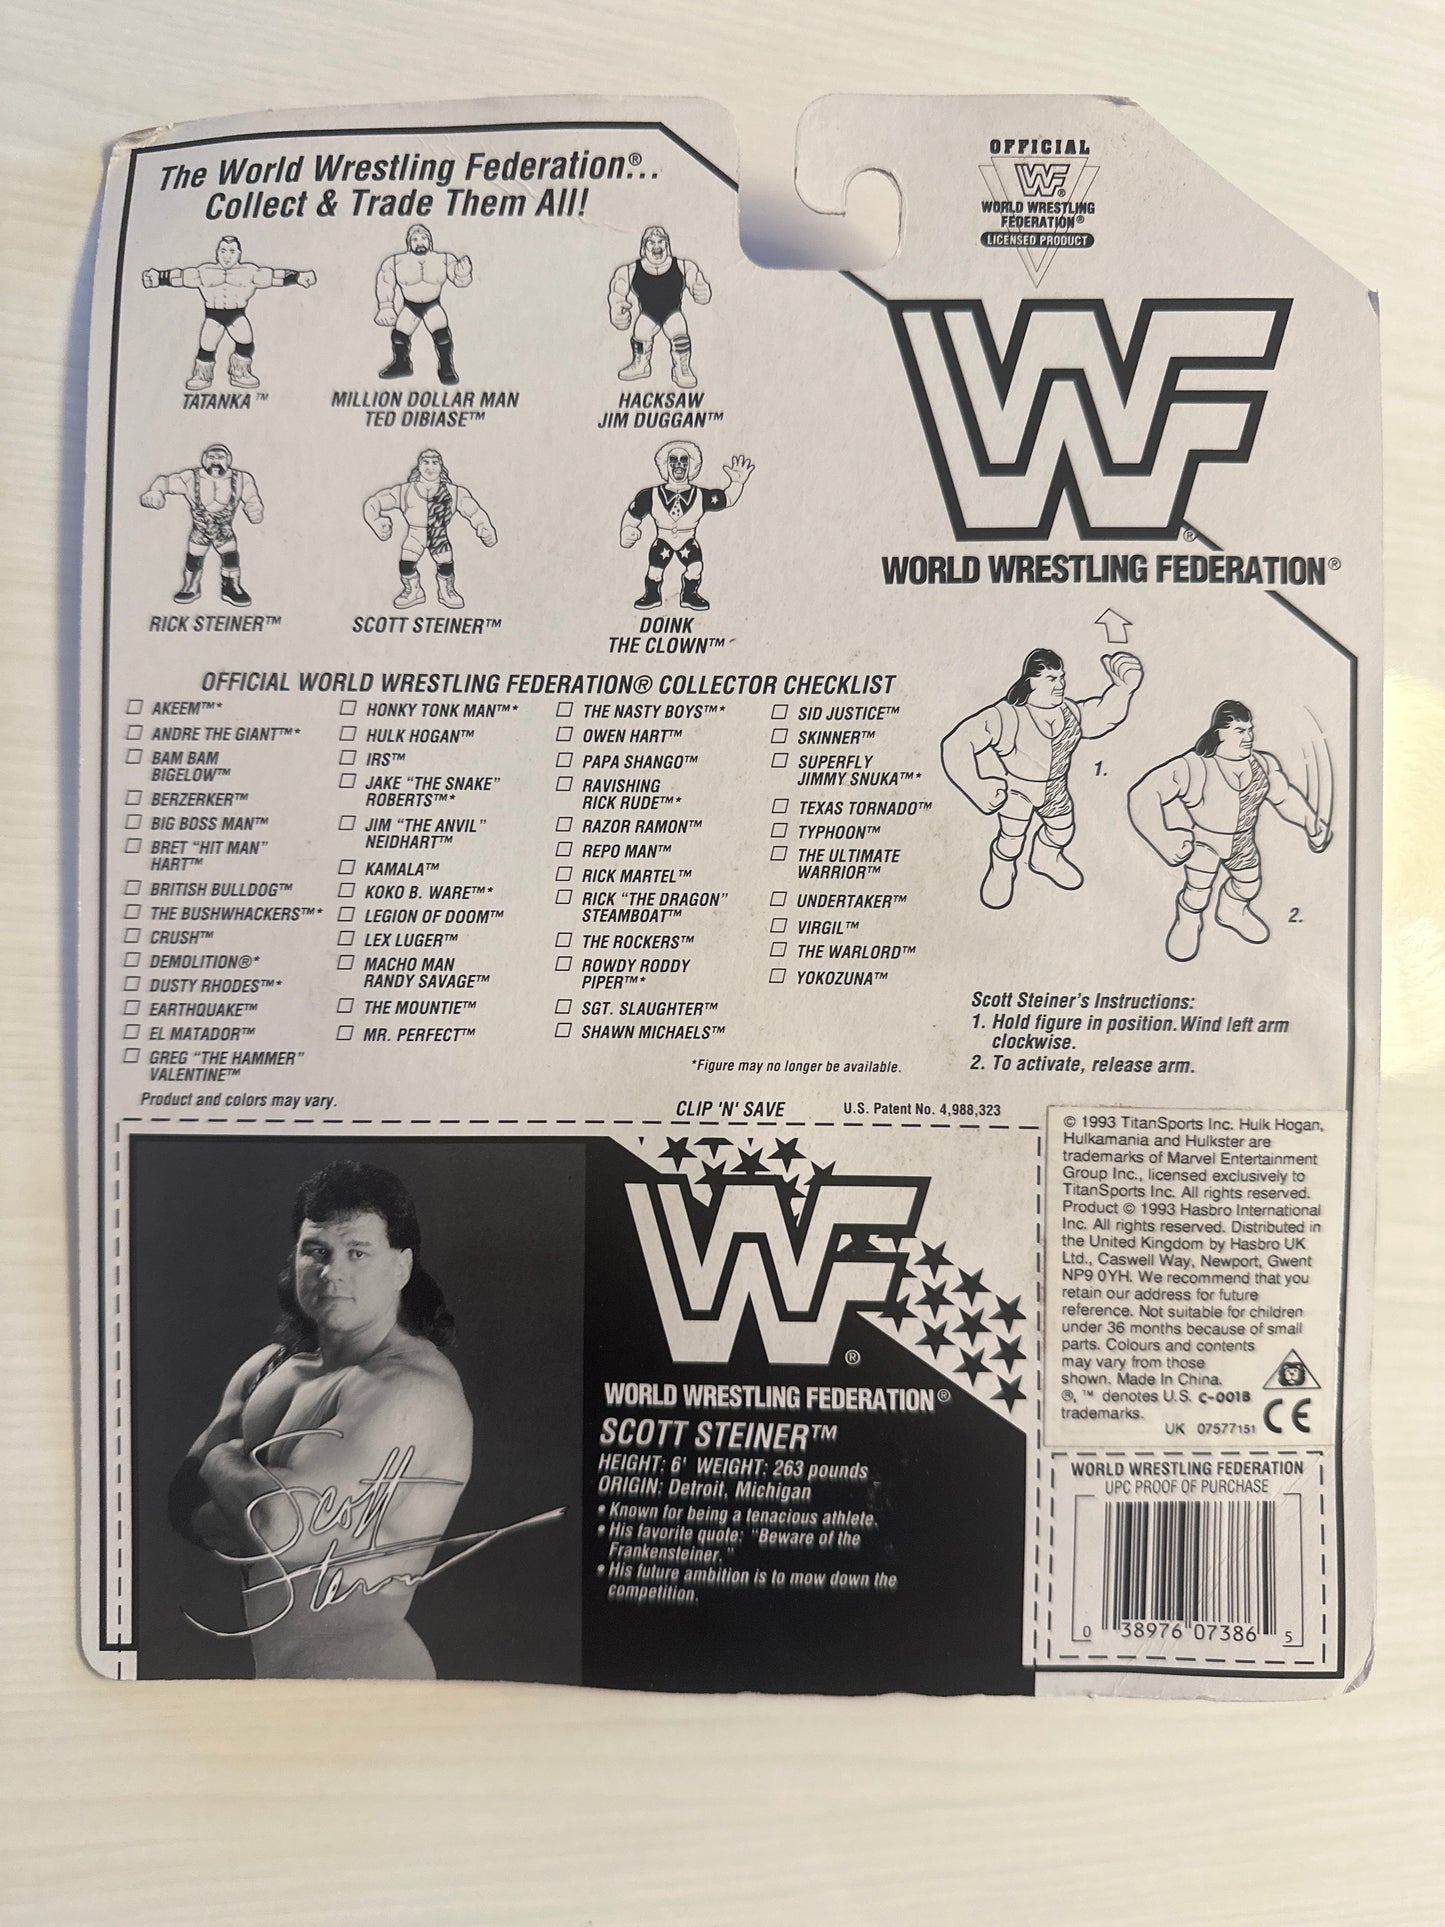 The World Wrestling Federation®...
Collect & Trade Them All!
OFFICIAL
WF®
WORLD WRESTLING
FEDERATION®
LICENSED PRODUCT
TATANKA™
MILLION DOLLAR MAN
TED DIBIASE™
HACKSAW
JIM DUGGAN™
RICK STEINER™
SCOTT STEINER™
DOINK
THE CLOWN™
WF®
WORLD WRESTLING FEDERATION®
OFFICIAL WORLD WRESTLING FEDERATION® COLLECTOR CHECKLIST
AKEEM™*
ANDRE THE GIANT™*
BAM BAM
BIGELOW™
BERZERKER™
BIG BOSS MAN™
BRET "HIT MAN"
HART™
BRITISH BULLDOG™
THE BUSHWHACKERS™*
CRUSH™
DEMOLITION®*
DUSTY RHODES™*
EARTHQUAKE™
EL MATADOR™
GREG "THE HAMMER"
VALENTINE™
HONKY TONK MAN™*
HULK HOGAN™
IRS™
JAKE "THE SNAKE"
ROBERTS™*
JIM "THE ANVIL"
NEIDHART™
KAMALA™
KOKO B. WARE™*
LEGION OF DOOM™
LEX LUGER™
MACHO MAN
RANDY SAVAGE™
THE MOUNTIE™
MR. PERFECT™
THE NASTY BOYS™*
OWEN HART™
PAPA SHANGO™
RAVISHING
RICK RUDE™*
RAZOR RAMON™
REPO MAN™
RICK MARTEL™
RICK "THE DRAGON"
STEAMBOAT™
THE ROCKERS™
ROWDY RODDY
PIPER™*
SGT. SLAUGHTER™
SHAWN MICHAELS™
SID JUSTICE™
SKINNER™
SUPERFLY
JIMMY SNUKA™*
TEXAS TORNADO™
TYPHOON™
THE ULTIMATE
WARRIOR™
UNDERTAKER™
VIRGIL™
THE WARLORD™
YOKOZUNA™
*Figure may no longer be available.
Product and colors may vary.
1.
2.
Scott Steiner's Instructions:
1. Hold figure in position. Wind left arm
clockwise.
2. To activate, release arm.
CLIP 'N' SAVE
U.S. Patent No. 4,988,323
Scott
Steiner
WF®
WORLD WRESTLING FEDERATION®
SCOTT STEINER™
HEIGHT: 6' WEIGHT: 263 pounds
ORIGIN: Detroit, Michigan
• Known for being a tenacious athlete.
• His favorite quote: "Beware of the
Frankensteiner."
• His future ambition is to mow down the
competition.
© 1993 TitanSports Inc. Hulk Hogan,
Hulkamania and Hulkster are
trademarks of Marvel Entertainment
Group Inc., licensed exclusively to
TitanSports Inc. All rights reserved.
Product © 1993 Hasbro International
Inc. All rights reserved. Distributed in
the United Kingdom by Hasbro UK
Ltd., Caswell Way, Newport, Gwent
NP9 0YH. We recommend that you
retain our address for future
reference. Not suitable for children
under 36 months because of small
parts. Colours and contents
may vary from those
shown. Made In China.
®, ™ denotes U.S. C-001B
trademarks.
UK 07577151
CE
WORLD WRESTLING FEDERATION
UPC PROOF OF PURCHASE
0 38976 07386 5